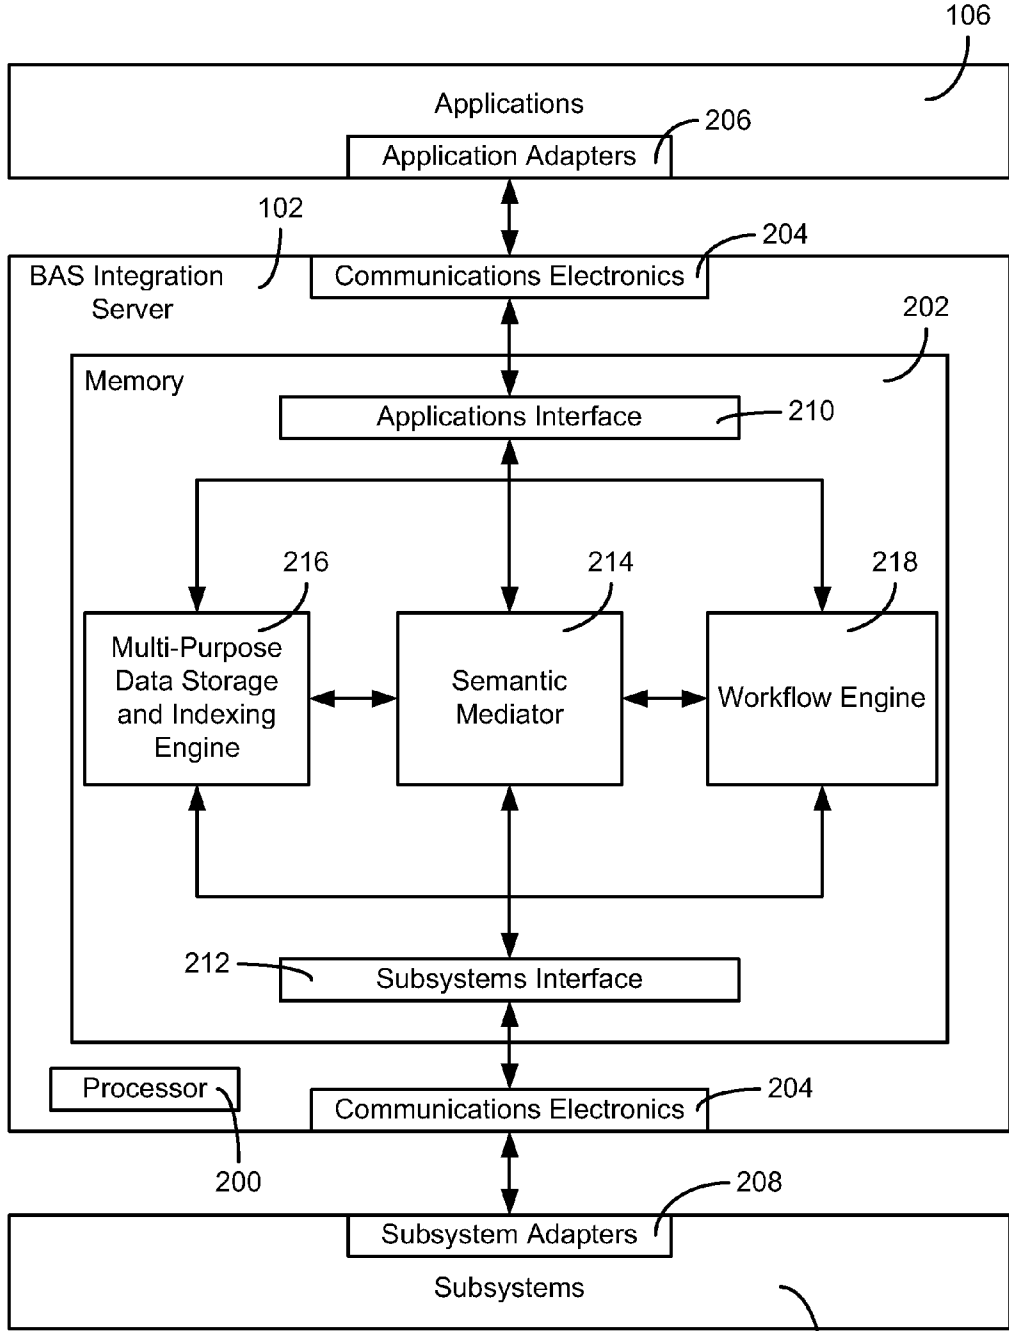 106
Applications
206
Application Adapters
102
204
BAS Integration
Server
Communications Electronics
202
Memory
Applications Interface
210
216
214
218
Multi-Purpose
Data Storage
and Indexing
Engine
Semantic
Mediator
Workflow Engine
212
Subsystems Interface
Processor
204
Communications Electronics
200
208
Subsystem Adapters
Subsystems